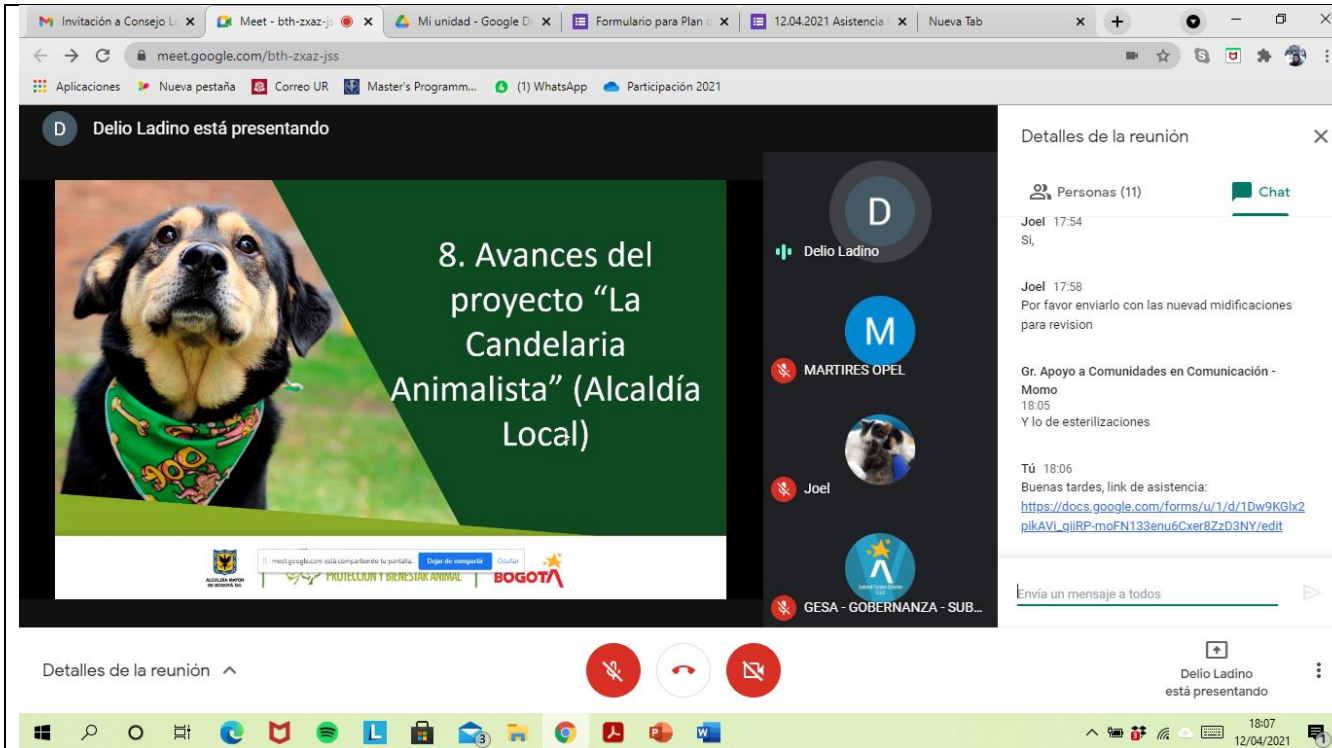 Invitación a Consejo Lo
Meet - bth-zxaz-js
Mi unidad - Google Dr
Formulario para Plan d
12.04.2021 Asistencia
Nueva Tab
meet.google.com/bth-zxaz-jss
Aplicaciones
Nueva pestaña
Correo UR
Master's Programm...
(1) WhatsApp
Participación 2021
D
Delio Ladino está presentando
8. Avances del
proyecto “La
Candelaria
Animalista” (Alcaldía
Local)
ALCALDÍA MAYOR
DE BOGOTÁ D.C.
meet.google.com está compartiendo tu pantalla.
Dejar de compartir
Ocultar
PROTECCIÓN Y BIENESTAR ANIMAL
BOGOTÁ
D
Delio Ladino
M
MARTIRES OPEL
Joel
GESA - GOBERNANZA - SUB...
Detalles de la reunión
Personas (11)
Chat
Joel 17:54
Si,
Joel 17:58
Por favor enviarlo con las nuevad midificaciones
para revision
Gr. Apoyo a Comunidades en Comunicación -
Momo
18:05
Y lo de esterilizaciones
Tú 18:06
Buenas tardes, link de asistencia:
https://docs.google.com/forms/u/1/d/1Dw9KGlx2
pikAVi_qiiRP-moFN133enu6Cxer8ZzD3NY/edit
Envía un mensaje a todos
Detalles de la reunión
Delio Ladino
está presentando
18:07
12/04/2021